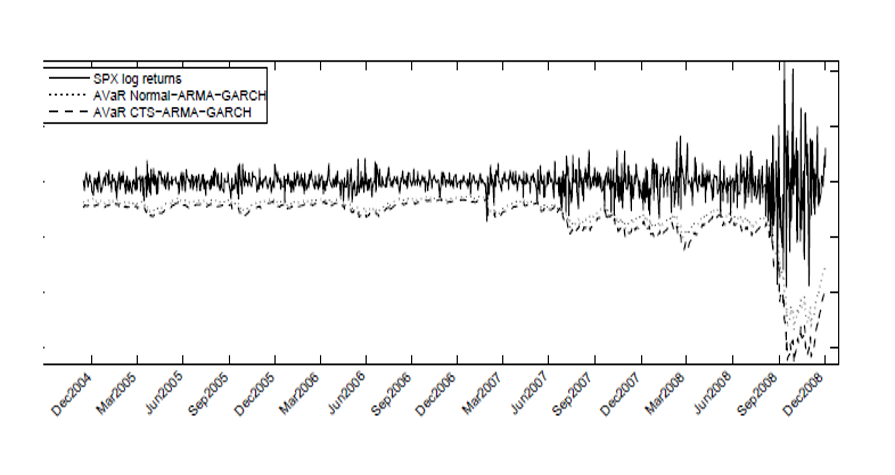 SPX log returns
AVaR Normal-ARMA-GARCH
AVaR CTS-ARMA-GARCH
Dec2004
Mar2005
Jun2005
Sep2005
Dec2005
Mar2006
Jun2006
Sep2006
Dec2006
Mar2007
Jun2007
Sep2007
Dec2007
Mar2008
Jun2008
Sep2008
Dec2008